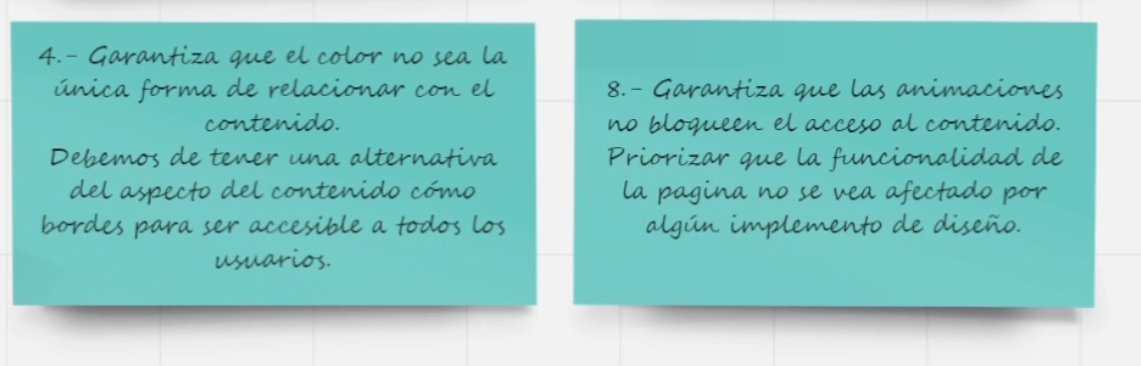 4.- Garantiza que el color no sea la
única forma de relacionar con el
contenido.
Debemos de tener una alternativa
del aspecto del contenido cómo
bordes para ser accesible a todos los
usuarios.
8.- Garantiza que las animaciones
no bloqueen el acceso al contenido.
Priorizar que la funcionalidad de
la pagina no se vea afectado por
algún implemento de diseño.